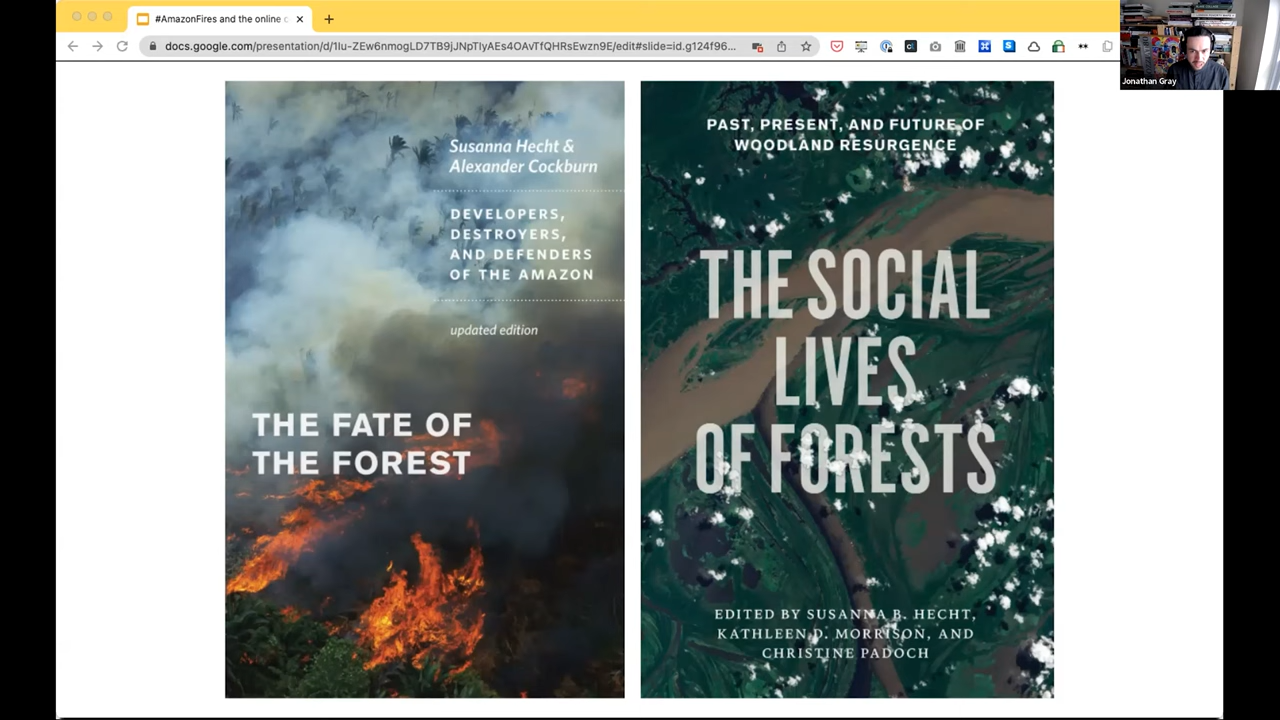 #AmazonFires and the online c
docs.google.com/presentation/d/1Iu-ZEw6nmogLD7TB9jJNpTIyAEs4OAvTfQHRsEwzn9E/edit#slide=id.g124f96...
Jonathan Gray
Susanna Hecht &
Alexander Cockburn
DEVELOPERS,
DESTROYERS,
AND DEFENDERS
OF THE AMAZON
updated edition
THE FATE OF
THE FOREST
PAST, PRESENT, AND FUTURE OF
WOODLAND RESURGENCE
THE SOCIAL
LIVES
OF FORESTS
EDITED BY SUSANNA B. HECHT,
KATHLEEN D. MORRISON, AND
CHRISTINE PADOCH